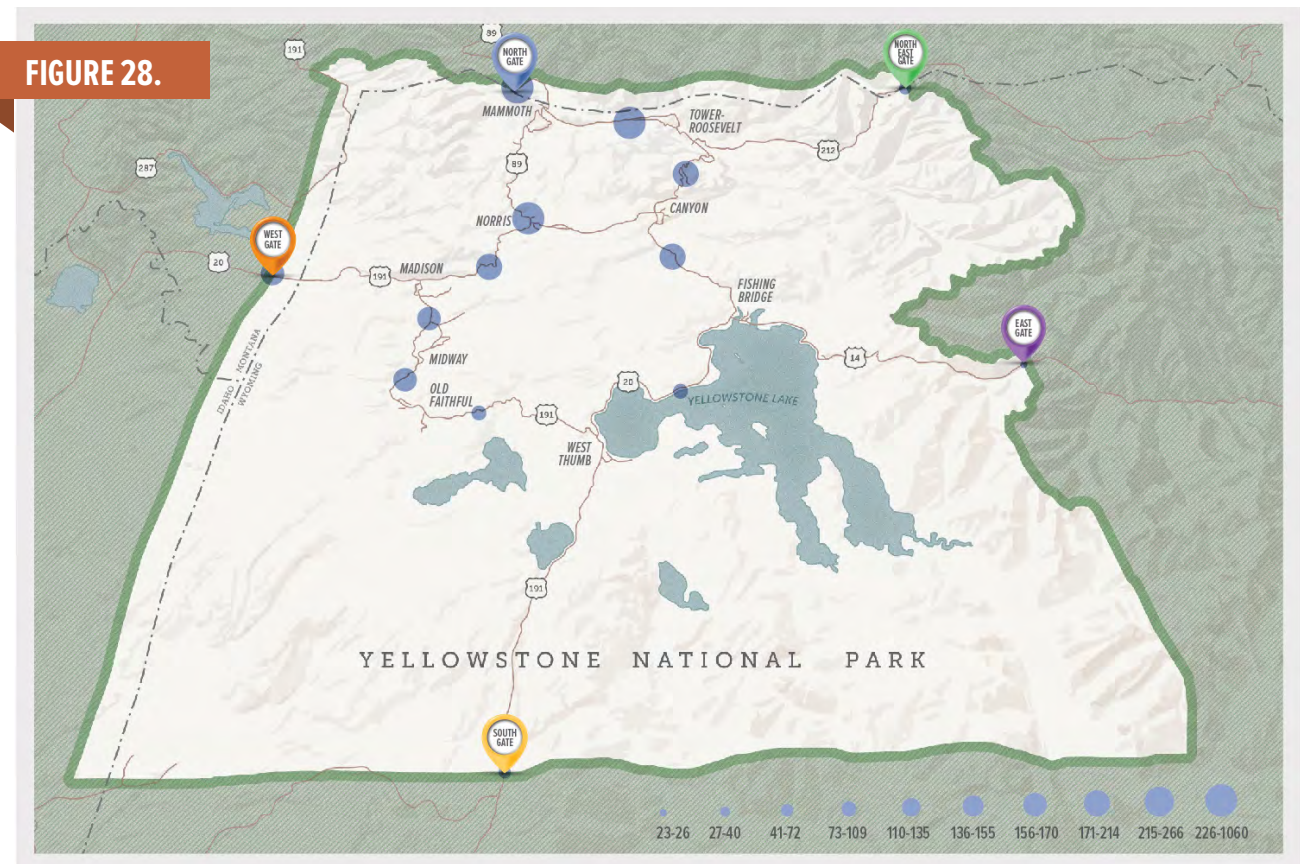 FIGURE 28.
191
89
NORTH
GATE
NORTH
EAST
GATE
MAMMOTH
TOWER-
ROOSEVELT
212
89
287
CANYON
NORRIS
WEST
GATE
20
191
MADISON
FISHING
BRIDGE
EAST
GATE
14
MIDWAY
IDAHO
MONTANA
WYOMING
OLD
FAITHFUL
20
YELLOWSTONE LAKE
191
WEST
THUMB
191
YELLOWSTONE NATIONAL PARK
SOUTH
GATE
23-26 27-40 41-72 73-109 110-135 136-155 156-170 171-214 215-266 226-1060